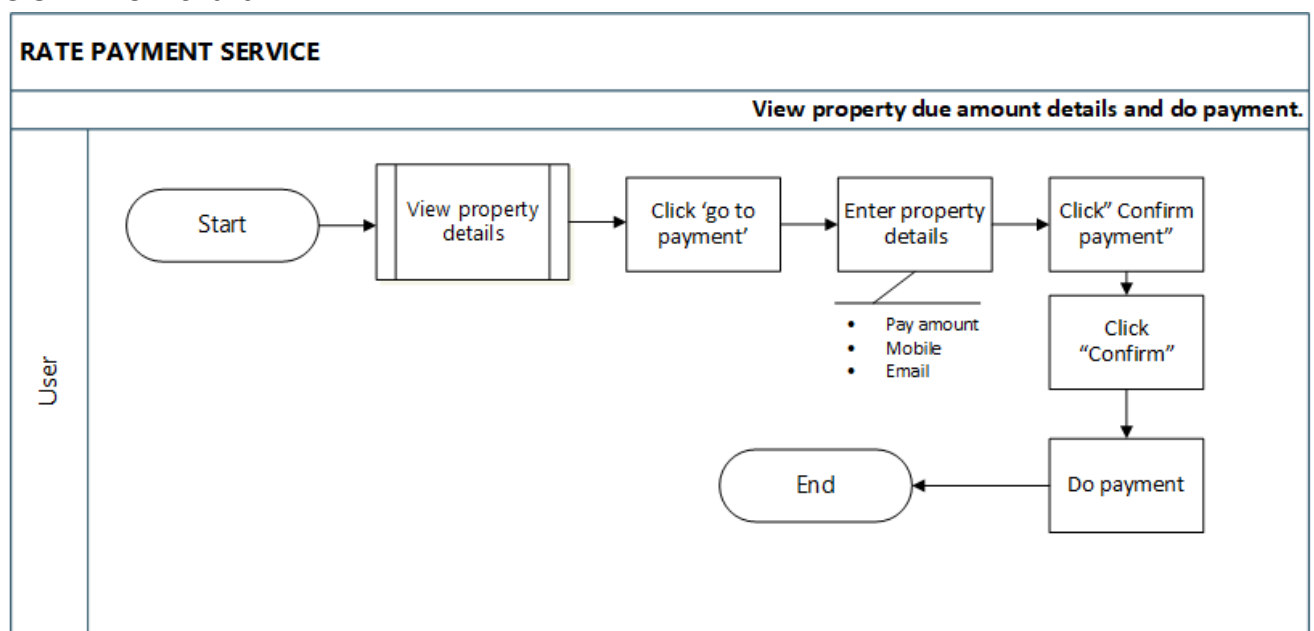 RATE PAYMENT SERVICE
View property due amount details and do payment.
User
Start
View property
details
Click ‘go to
payment’
Enter property
details
• Pay amount
• Mobile
• Email
Click” Confirm
payment”
Click
“Confirm”
Do payment
End